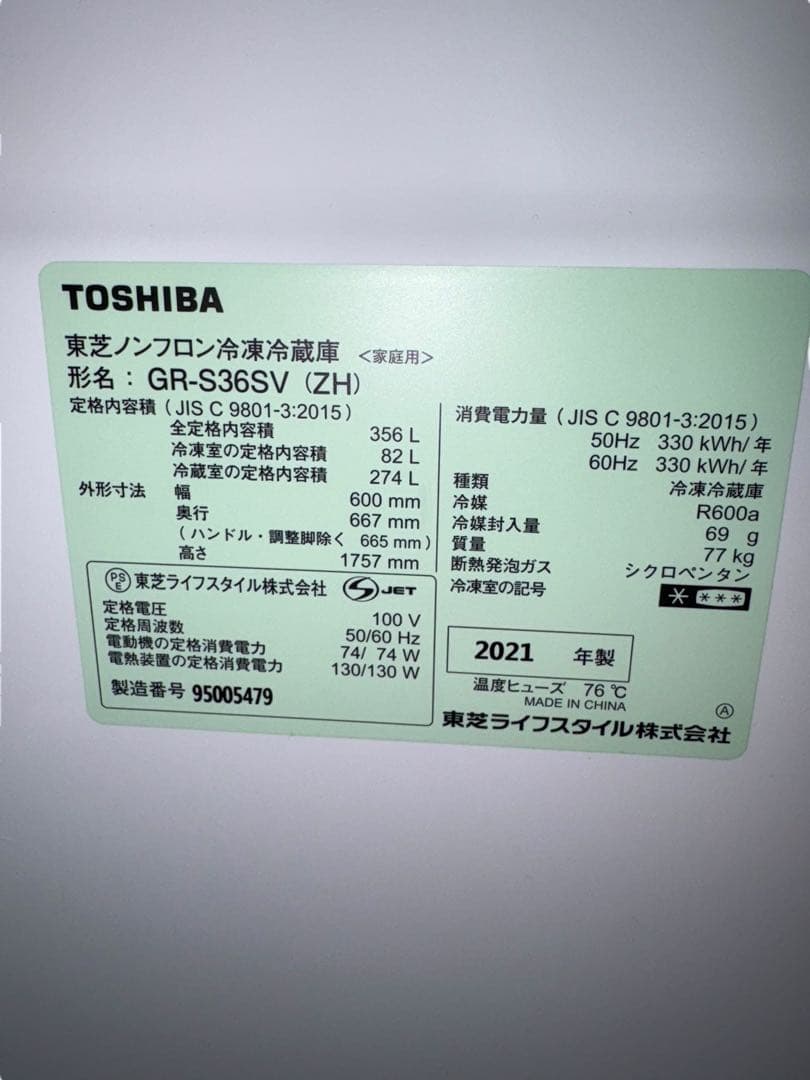 TOSHIBA
東芝ノンフロン冷凍冷蔵庫 <家庭用>
形名： GR-S36SV (ZH)
定格内容積 ( JIS C 9801-3:2015 )
全定格内容積 356 L
冷凍室の定格内容積 82 L
冷蔵室の定格内容積 274 L
外形寸法 幅 600 mm
奥行 667 mm
( ハンドル・調整脚除く 665 mm )
高さ 1757 mm
PSE 東芝ライフスタイル株式会社 S JET
定格電圧 100 V
定格周波数 50/60 Hz
電動機の定格消費電力 74/ 74 W
電熱装置の定格消費電力 130/130 W
製造番号 95005479
消費電力量 ( JIS C 9801-3:2015 )
50Hz 330 kWh/ 年
60Hz 330 kWh/ 年
種類 冷凍冷蔵庫
冷媒 R600a
冷媒封入量 69 g
質量 77 kg
断熱発泡ガス シクロペンタン
冷凍室の記号 * ***
2021 年製
温度ヒューズ 76 ℃
MADE IN CHINA
Ⓐ
東芝ライフスタイル株式会社